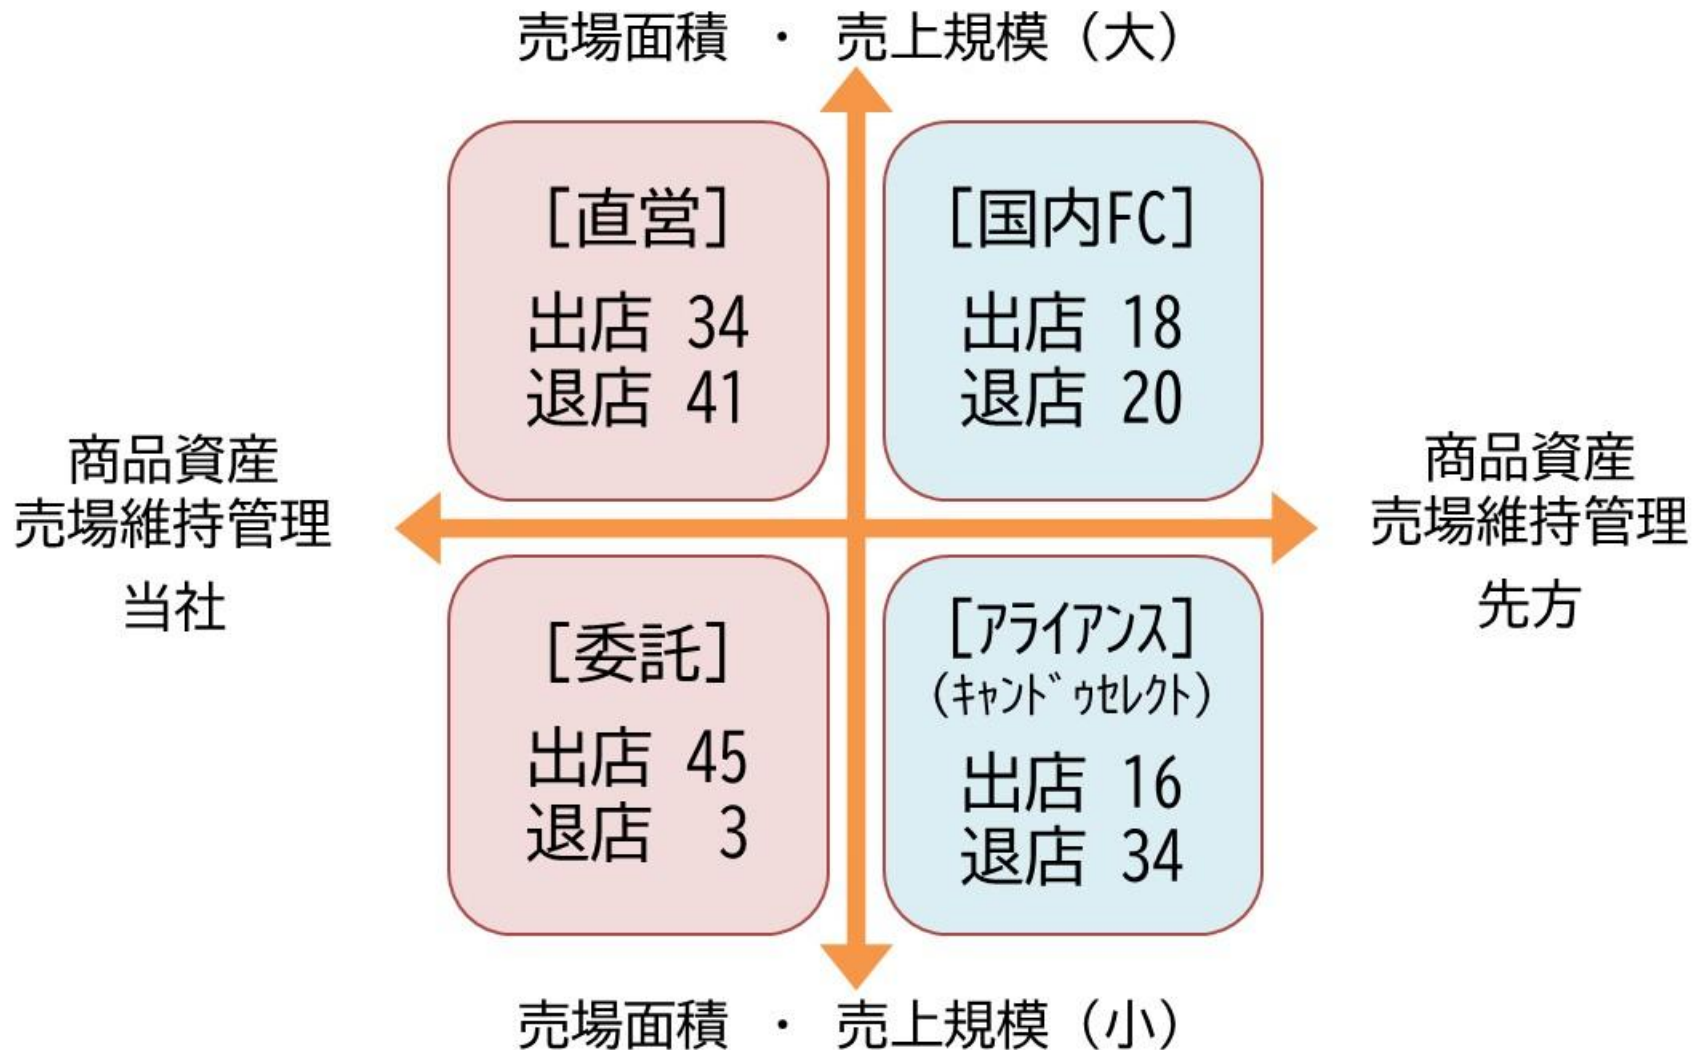 売場面積 ・ 売上規模（大）
［直営］
出店 34
退店 41
［国内FC］
出店 18
退店 20
商品資産
売場維持管理
当社
商品資産
売場維持管理
先方
［委託］
出店 45
退店 3
［ｱﾗｲｱﾝｽ］
（ｷｬﾝﾄﾞｩｾﾚｸﾄ）
出店 16
退店 34
売場面積 ・ 売上規模（小）